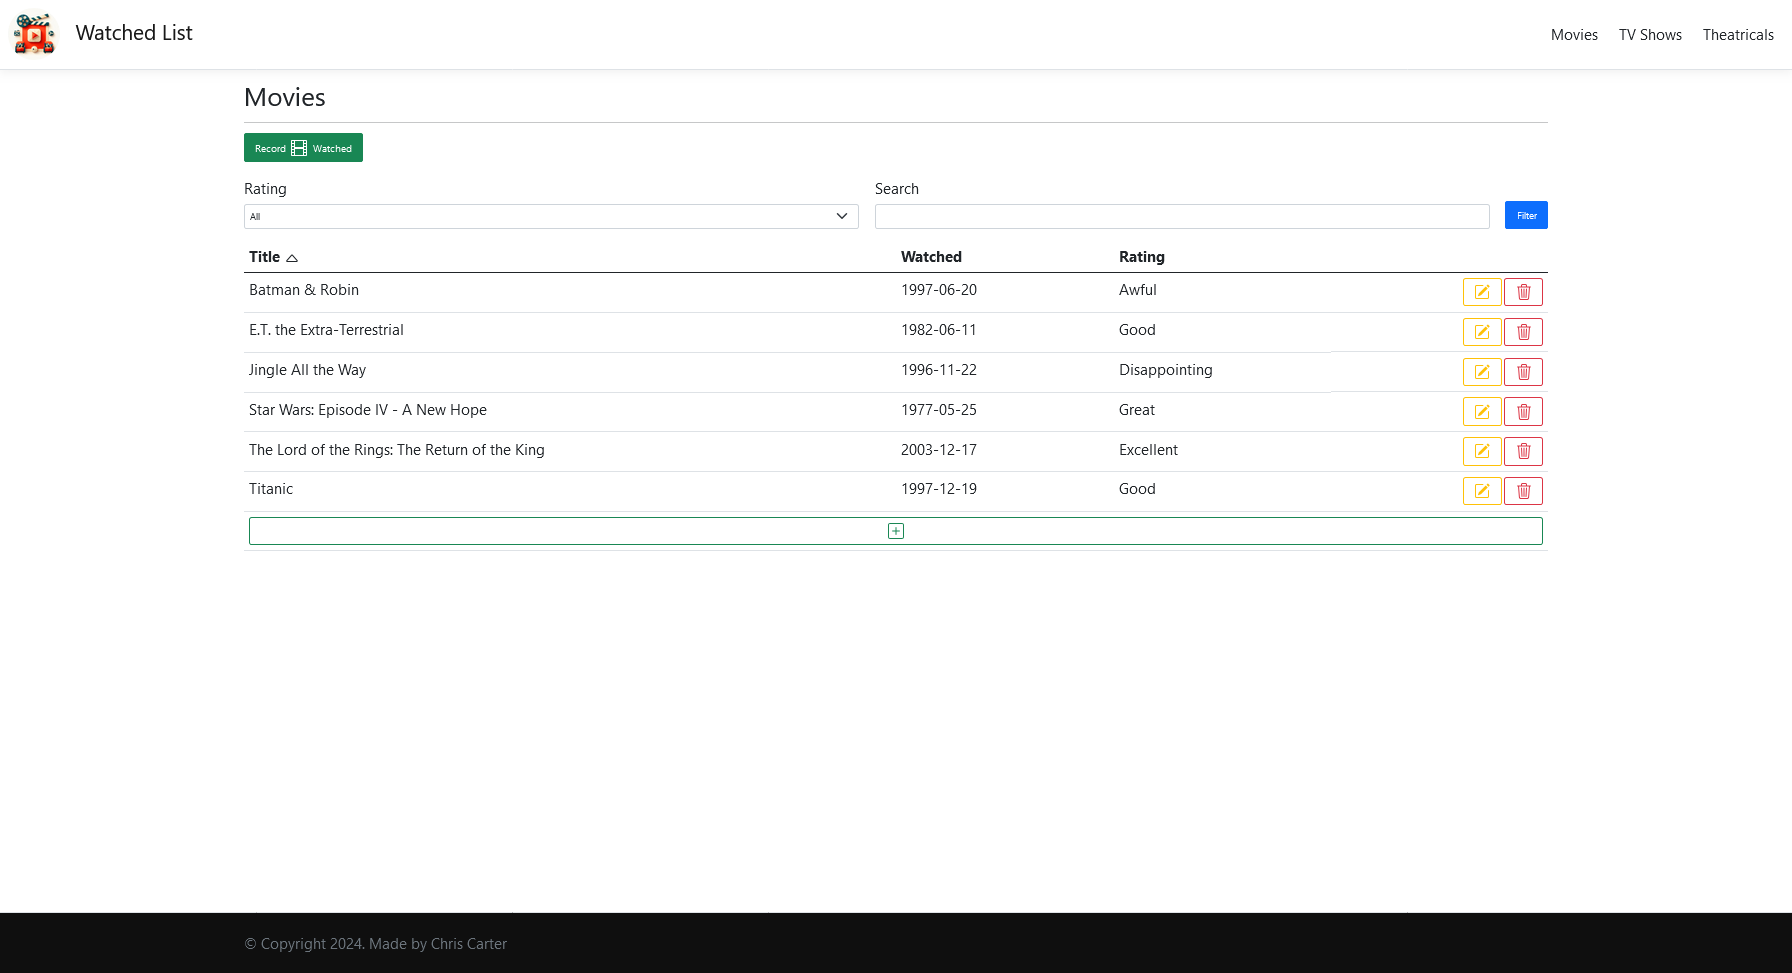 Watched List
Movies TV Shows Theatricals
Movies
Record Watched
Rating Search
All Filter
Title Watched Rating
Batman & Robin 1997-06-20 Awful
E.T. the Extra-Terrestrial 1982-06-11 Good
Jingle All the Way 1996-11-22 Disappointing
Star Wars: Episode IV - A New Hope 1977-05-25 Great
The Lord of the Rings: The Return of the King 2003-12-17 Excellent
Titanic 1997-12-19 Good
© Copyright 2024. Made by Chris Carter